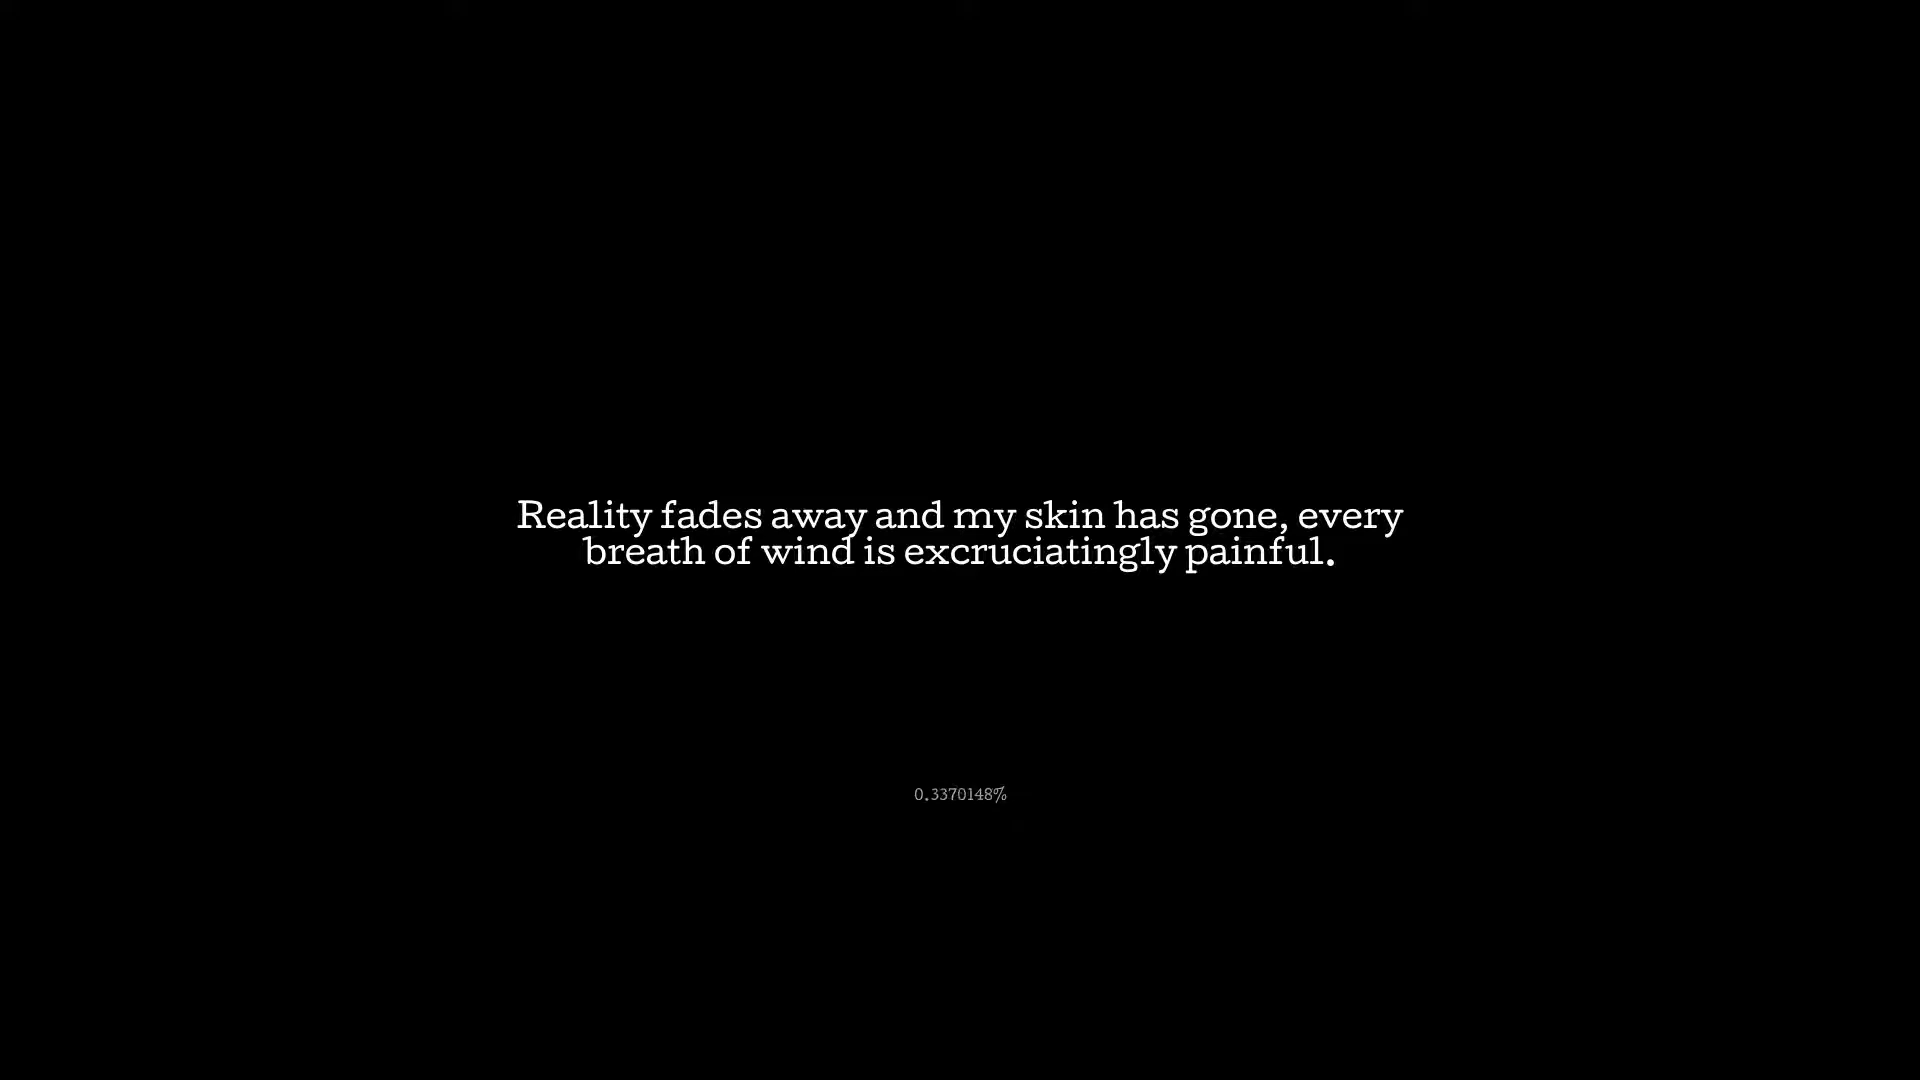 Reality fades away and my skin has gone, every
breath of wind is excruciatingly painful.
0.3370148%